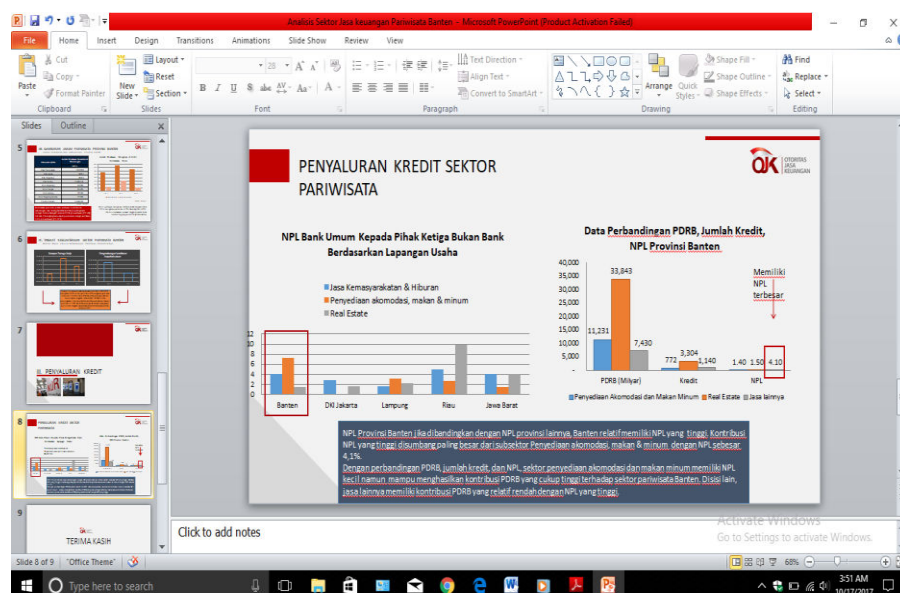 Analisis Sektor Jasa keuangan Pariwisata Banten - Microsoft PowerPoint (Product Activation Failed)
File Home Insert Design Transitions Animations Slide Show Review View
Cut
Copy
Format Painter
Paste
Clipboard
New Slide
Layout
Reset
Section
Slides
28
Font
Text Direction
Align Text
Convert to SmartArt
Paragraph
Arrange
Quick Styles
Shape Fill
Shape Outline
Shape Effects
Drawing
Find
Replace
Select
Editing
Slides Outline
5
6
7
III. PENYALURAN KREDIT
8
9
TERIMA KASIH
PENYALURAN KREDIT SEKTOR
PARIWISATA
OJK
OTORITAS
JASA
KEUANGAN
NPL Bank Umum Kepada Pihak Ketiga Bukan Bank
Berdasarkan Lapangan Usaha
Jasa Kemasyarakatan & Hiburan
Penyediaan akomodasi, makan & minum
Real Estate
12
10
8
6
4
2
0
Banten DKI Jakarta Lampung Riau Jawa Barat
Data Perbandingan PDRB, Jumlah Kredit,
NPL Provinsi Banten
40,000
35,000
30,000
25,000
20,000
15,000
10,000
5,000
-
33,843
11,231
7,430
772 3,304 1,140
1.40 1.50 4.10
Memiliki
NPL
terbesar
PDRB (Milyar) Kredit NPL
Penyediaan Akomodasi dan Makan Minum Real Estate Jasa lainnya
NPL Provinsi Banten jika dibandingkan dengan NPL provinsi lainnya, Banten relatif memiliki NPL yang tinggi. Kontribusi
NPL yang tinggi disumbang paling besar dari subsektor Penyediaan akomodasi, makan & minum dengan NPL sebesar
4,1%.
Dengan perbandingan PDRB, jumlah kredit, dan NPL, sektor penyediaan akomodasi dan makan minum memiliki NPL
kecil namun mampu menghasilkan kontribusi PDRB yang cukup tinggi terhadap sektor pariwisata Banten. Disisi lain,
jasa lainnya memiliki kontribusi PDRB yang relatif rendah dengan NPL yang tinggi.
Click to add notes
Activate Windows
Go to Settings to activate Windows.
Slide 8 of 9 "Office Theme" 68%
Type here to search
3:51 AM
10/17/2017